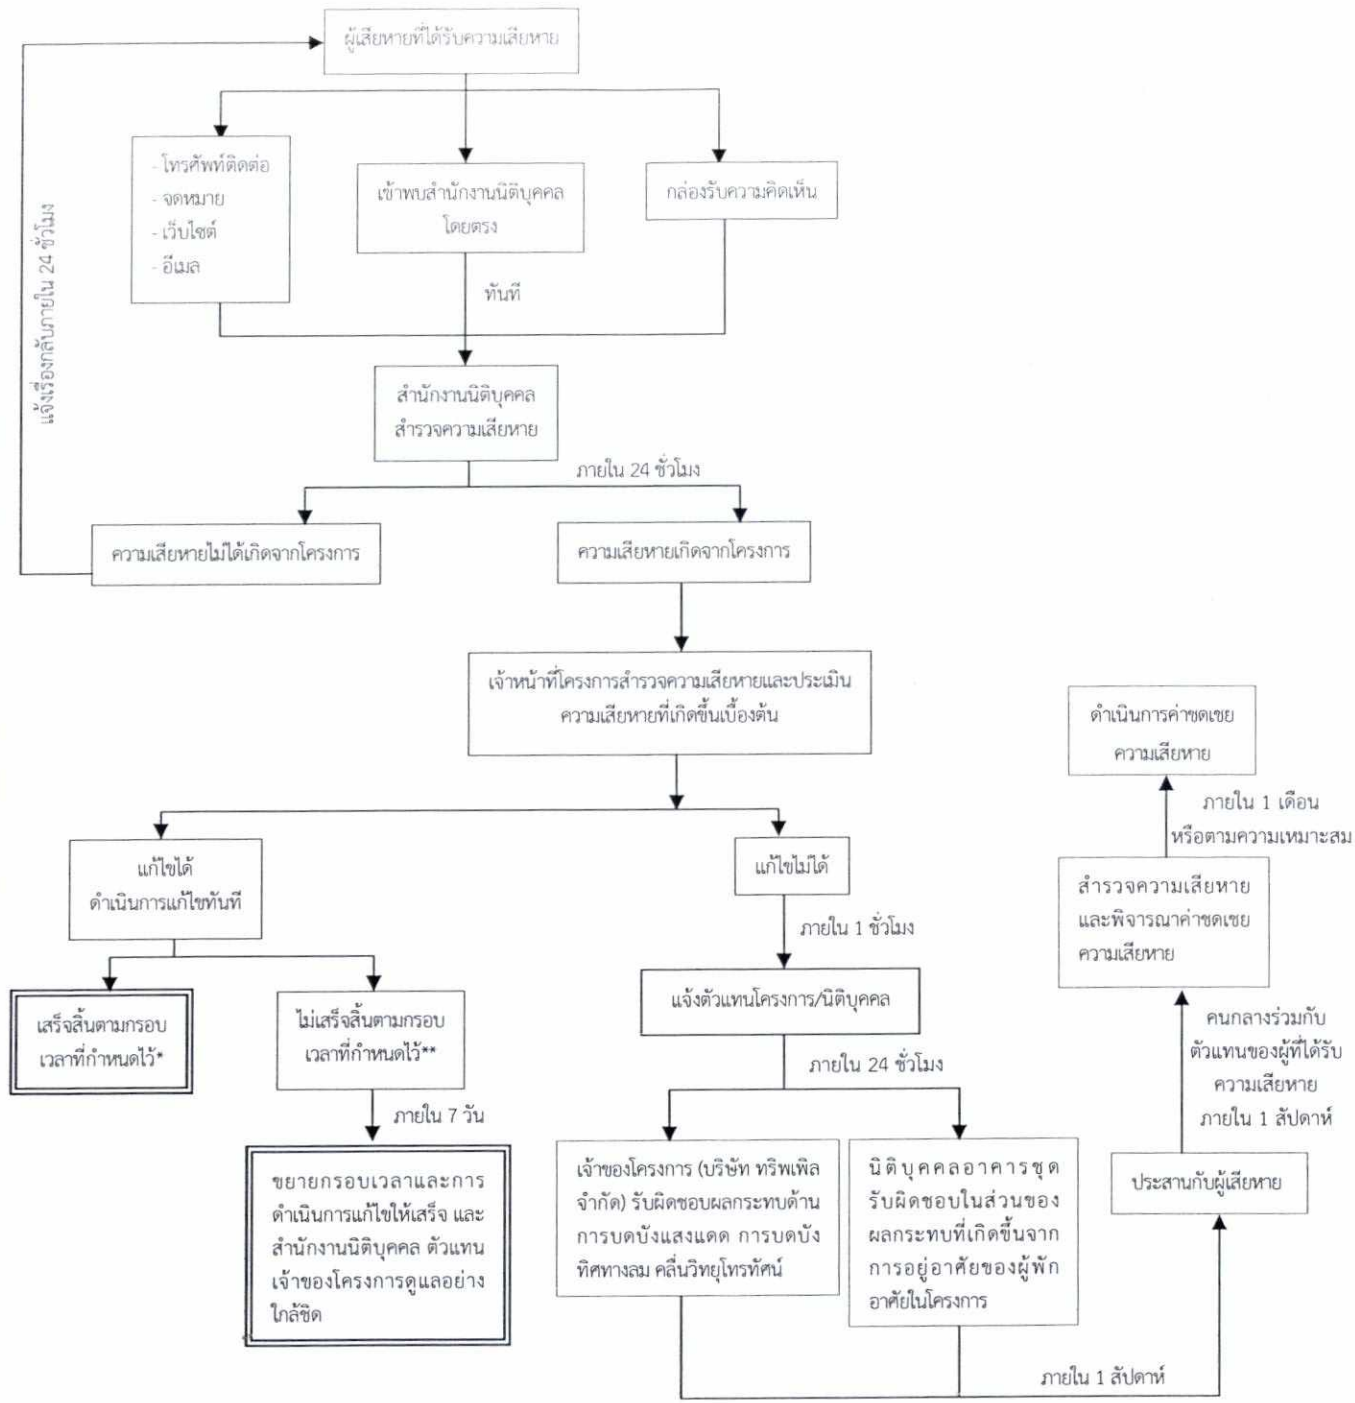 ผู้เสียหายที่ได้รับความเสียหาย
- โทรศัพท์ติดต่อ
- จดหมาย
- เว็บไซต์
- อีเมล
เข้าพบสำนักงานนิติบุคคล
โดยตรง
กล่องรับความคิดเห็น
แจ้งเรื่องกลับภายใน 24 ชั่วโมง
ทันที
สำนักงานนิติบุคคล
สำรวจความเสียหาย
ภายใน 24 ชั่วโมง
ความเสียหายไม่ได้เกิดจากโครงการ
ความเสียหายเกิดจากโครงการ
เจ้าหน้าที่โครงการสำรวจความเสียหายและประเมิน
ความเสียหายที่เกิดขึ้นเบื้องต้น
แก้ไขได้
ดำเนินการแก้ไขทันที
แก้ไขไม่ได้
เสร็จสิ้นตามกรอบ
เวลาที่กำหนดไว้*
ไม่เสร็จสิ้นตามกรอบ
เวลาที่กำหนดไว้**
ภายใน 7 วัน
ขยายกรอบเวลาและการ
ดำเนินการแก้ไขให้เสร็จ และ
สำนักงานนิติบุคคล ตัวแทน
เจ้าของโครงการดูแลอย่าง
ใกล้ชิด
ภายใน 1 ชั่วโมง
แจ้งตัวแทนโครงการ/นิติบุคคล
ภายใน 24 ชั่วโมง
เจ้าของโครงการ (บริษัท ทริพเพิล
จำกัด) รับผิดชอบผลกระทบด้าน
การบดบังแสงแดด การบดบัง
ทิศทางลม คลื่นวิทยุโทรทัศน์
นิติบุคคลอาคารชุด
รับผิดชอบในส่วนของ
ผลกระทบที่เกิดขึ้นจาก
การอยู่อาศัยของผู้พัก
อาศัยในโครงการ
ภายใน 1 สัปดาห์
ประสานกับผู้เสียหาย
คนกลางร่วมกับ
ตัวแทนของผู้ที่ได้รับ
ความเสียหาย
ภายใน 1 สัปดาห์
สำรวจความเสียหาย
และพิจารณาค่าชดเชย
ความเสียหาย
ภายใน 1 เดือน
หรือตามความเหมาะสม
ดำเนินการค่าชดเชย
ความเสียหาย